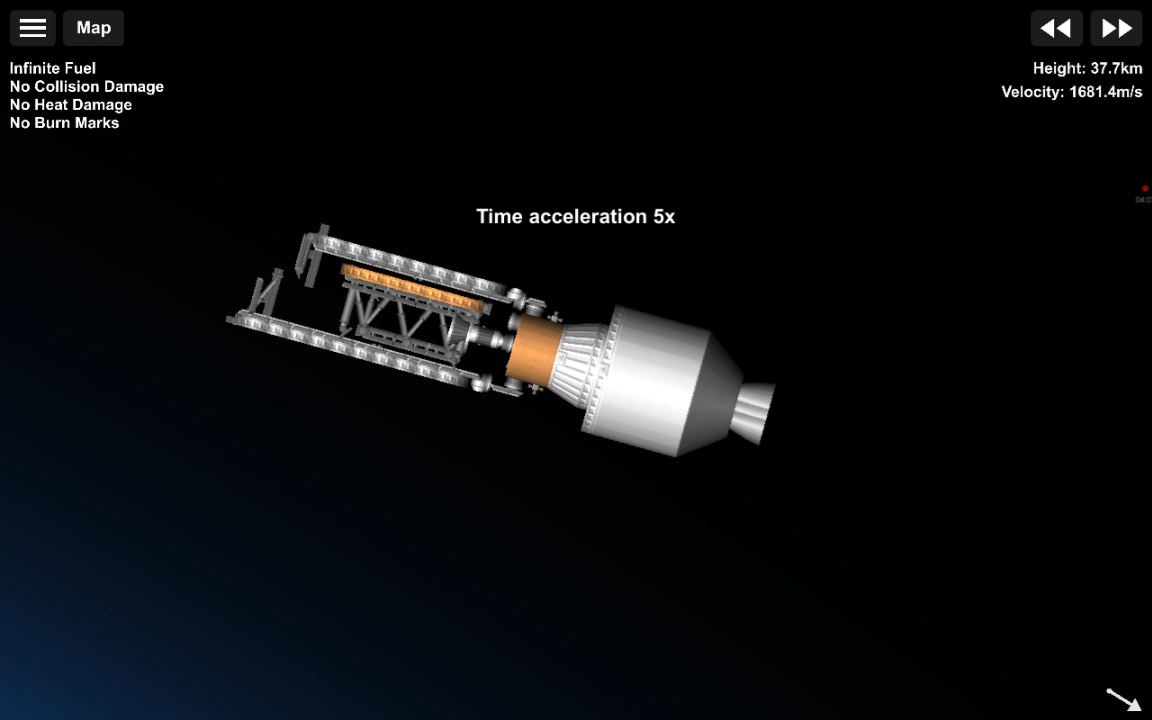 Map
Infinite Fuel
No Collision Damage
No Heat Damage
No Burn Marks
Height: 37.7km
Velocity: 1681.4m/s
Time acceleration 5x